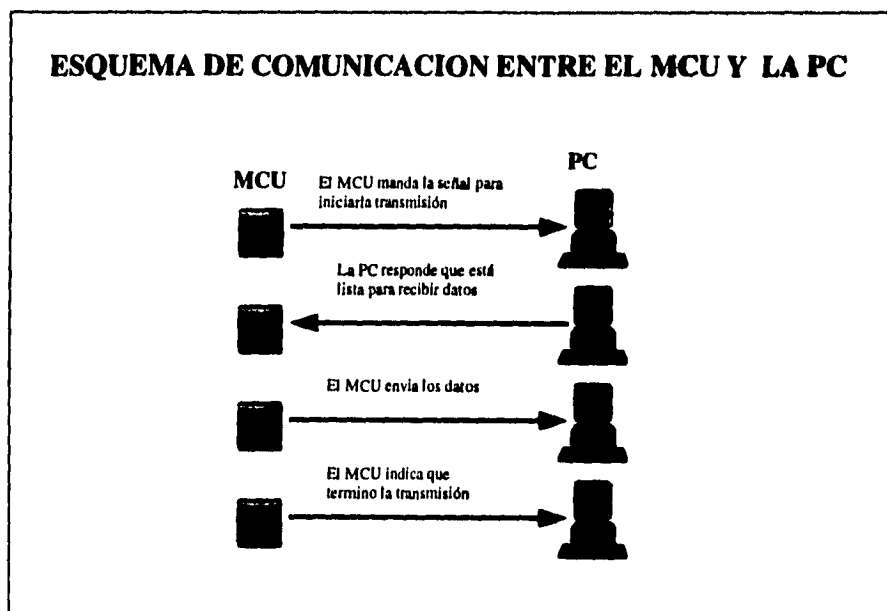 ESQUEMA DE COMUNICACION ENTRE EL MCU Y LA PC
PC
MCU
El MCU manda la señal para
iniciarla transmisión
La PC responde que está
lista para recibir datos
El MCU envia los datos
El MCU indica que
termino la transmisión